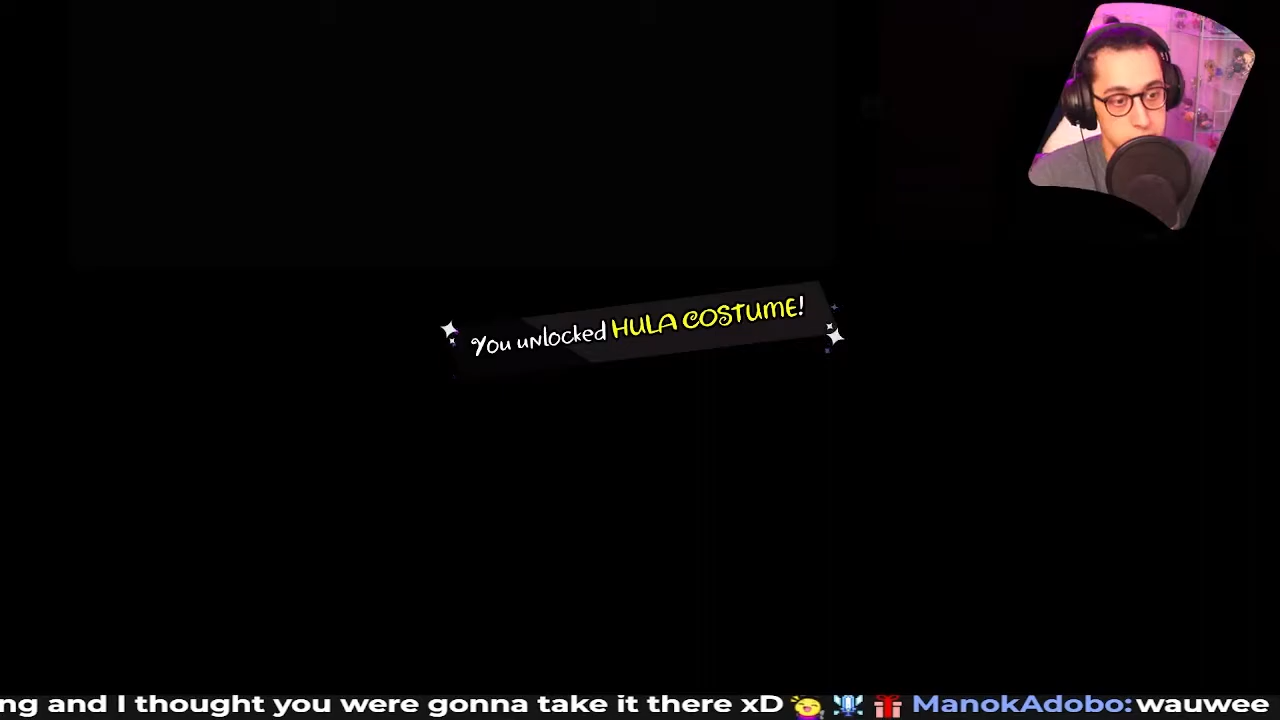 You unlocked HULA COSTUME!
ng and I thought you were gonna take it there xD ManokAdobo: wauwee